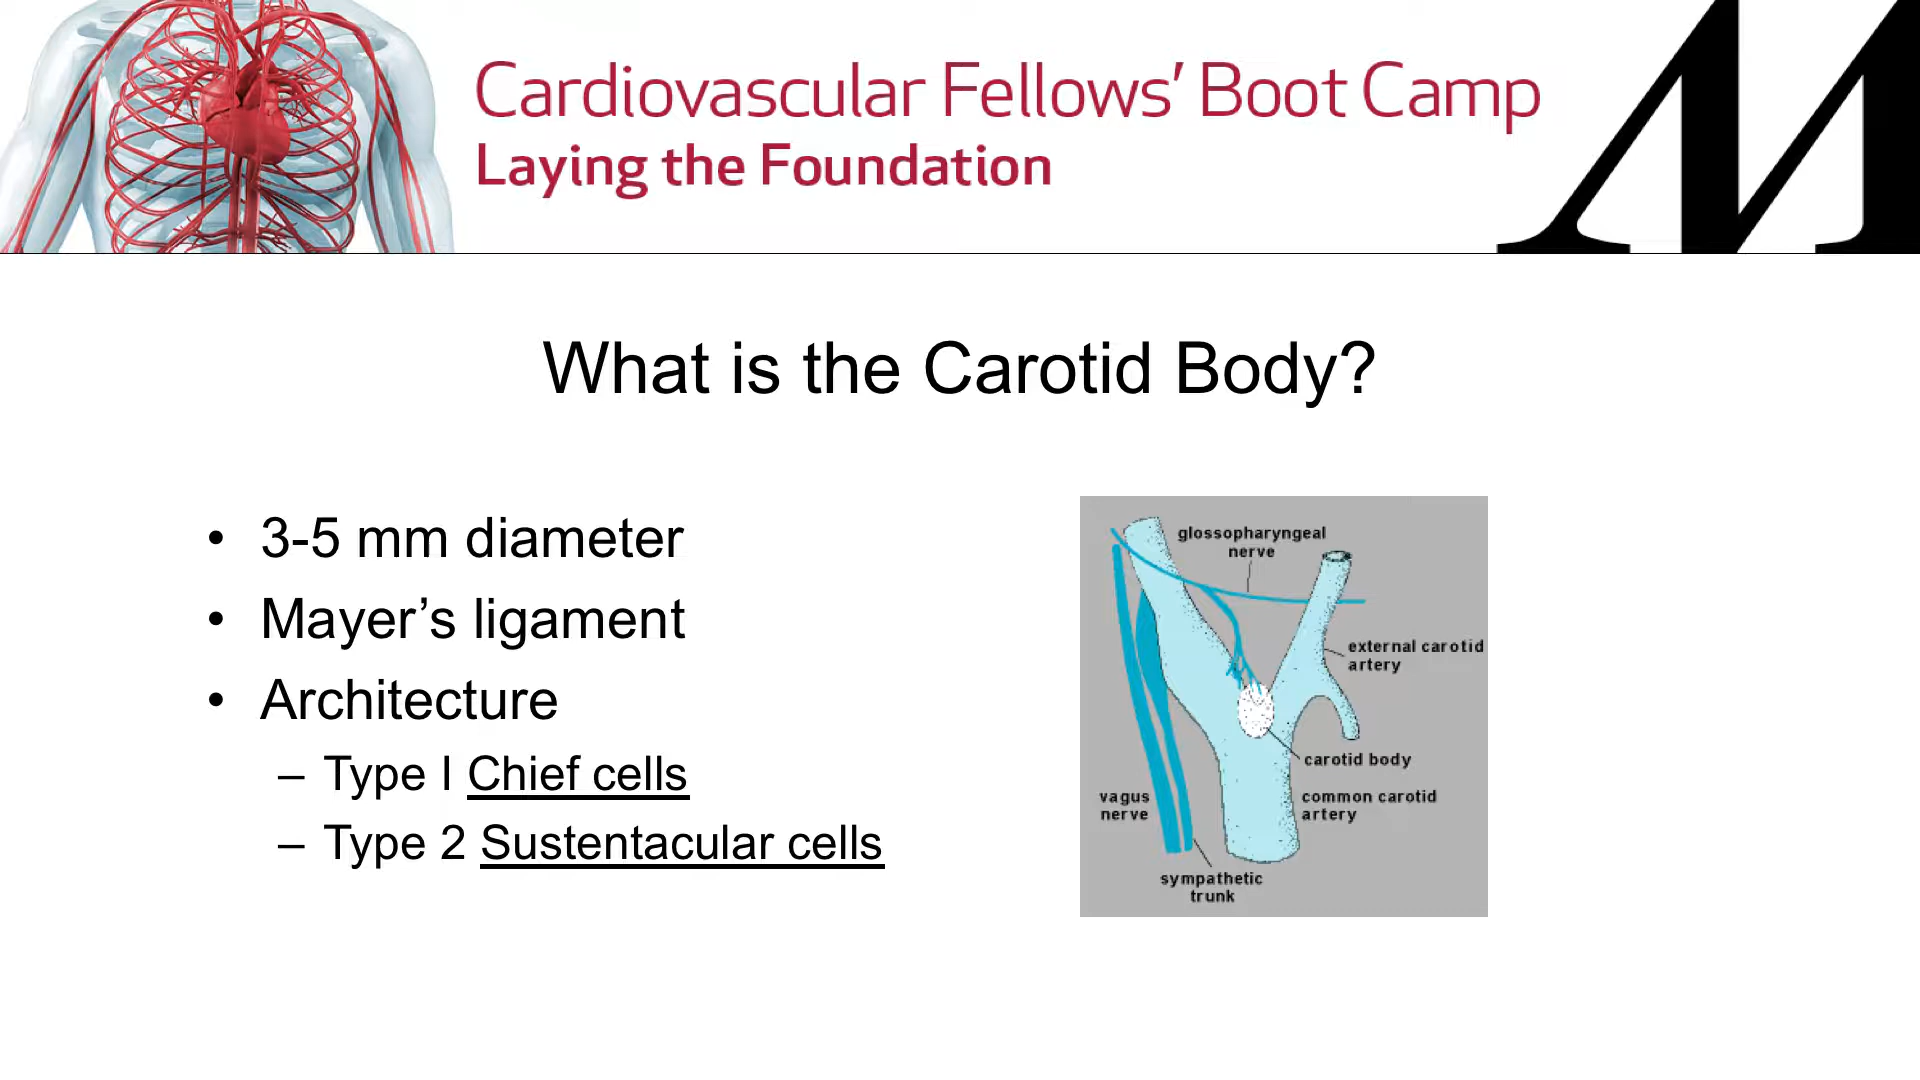 Cardiovascular Fellows’ Boot Camp
Laying the Foundation
M
What is the Carotid Body?
• 3-5 mm diameter
• Mayer’s ligament
• Architecture
– Type I Chief cells
– Type 2 Sustentacular cells
glossopharyngeal
nerve
external carotid
artery
carotid body
vagus
nerve
common carotid
artery
sympathetic
trunk